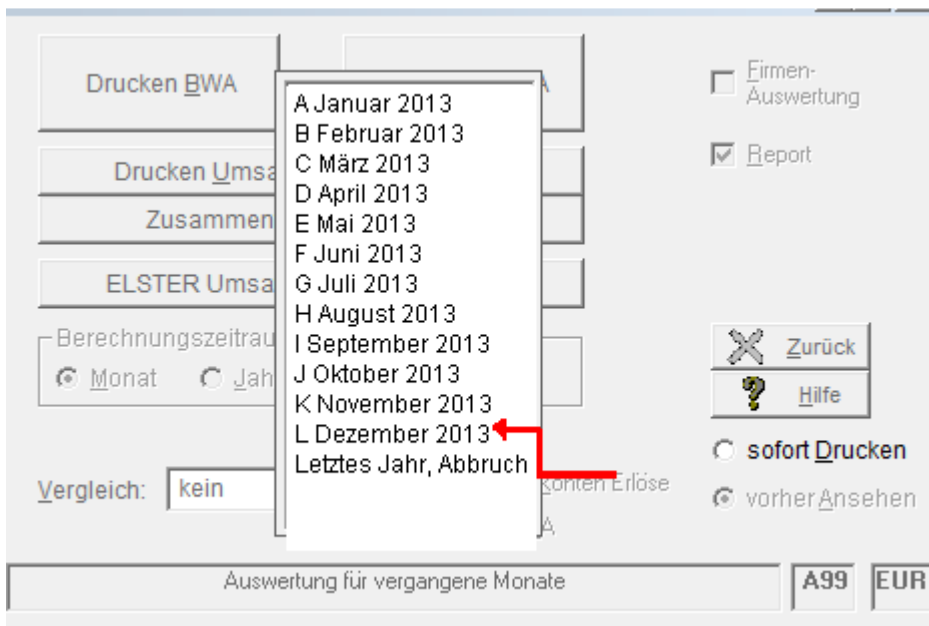 Drucken BWA
A Januar 2013
B Februar 2013
C März 2013
D April 2013
E Mai 2013
F Juni 2013
G Juli 2013
H August 2013
I September 2013
J Oktober 2013
K November 2013
L Dezember 2013
Letztes Jahr, Abbruch
Drucken Umsa
Zusammen
ELSTER Umsa
Berechnungszeitrau
Monat
Jah
Vergleich:
kein
Konten Erlöse
A
Firmen-
Auswertung
Report
Zurück
Hilfe
sofort Drucken
vorher Ansehen
Auswertung für vergangene Monate
A99
EUR